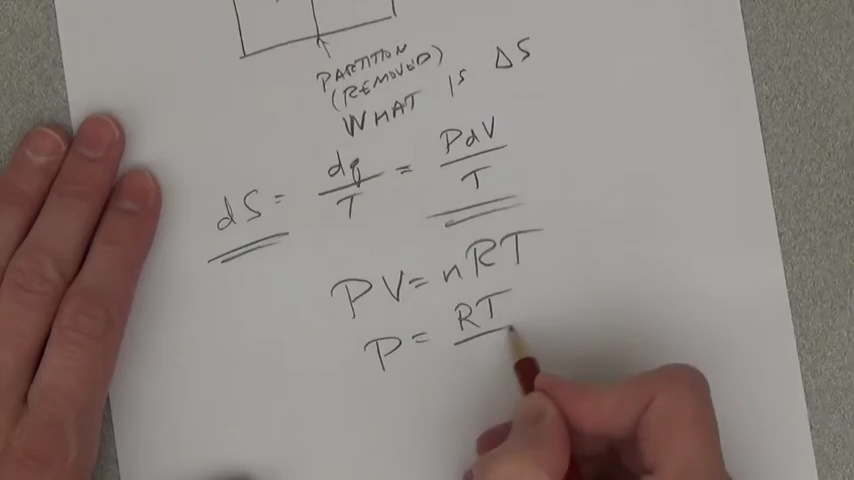 PARTITION
(REMOVED)
WHAT IS ΔS
dS = dq/T = PdV/T
PV = nRT
P = RT